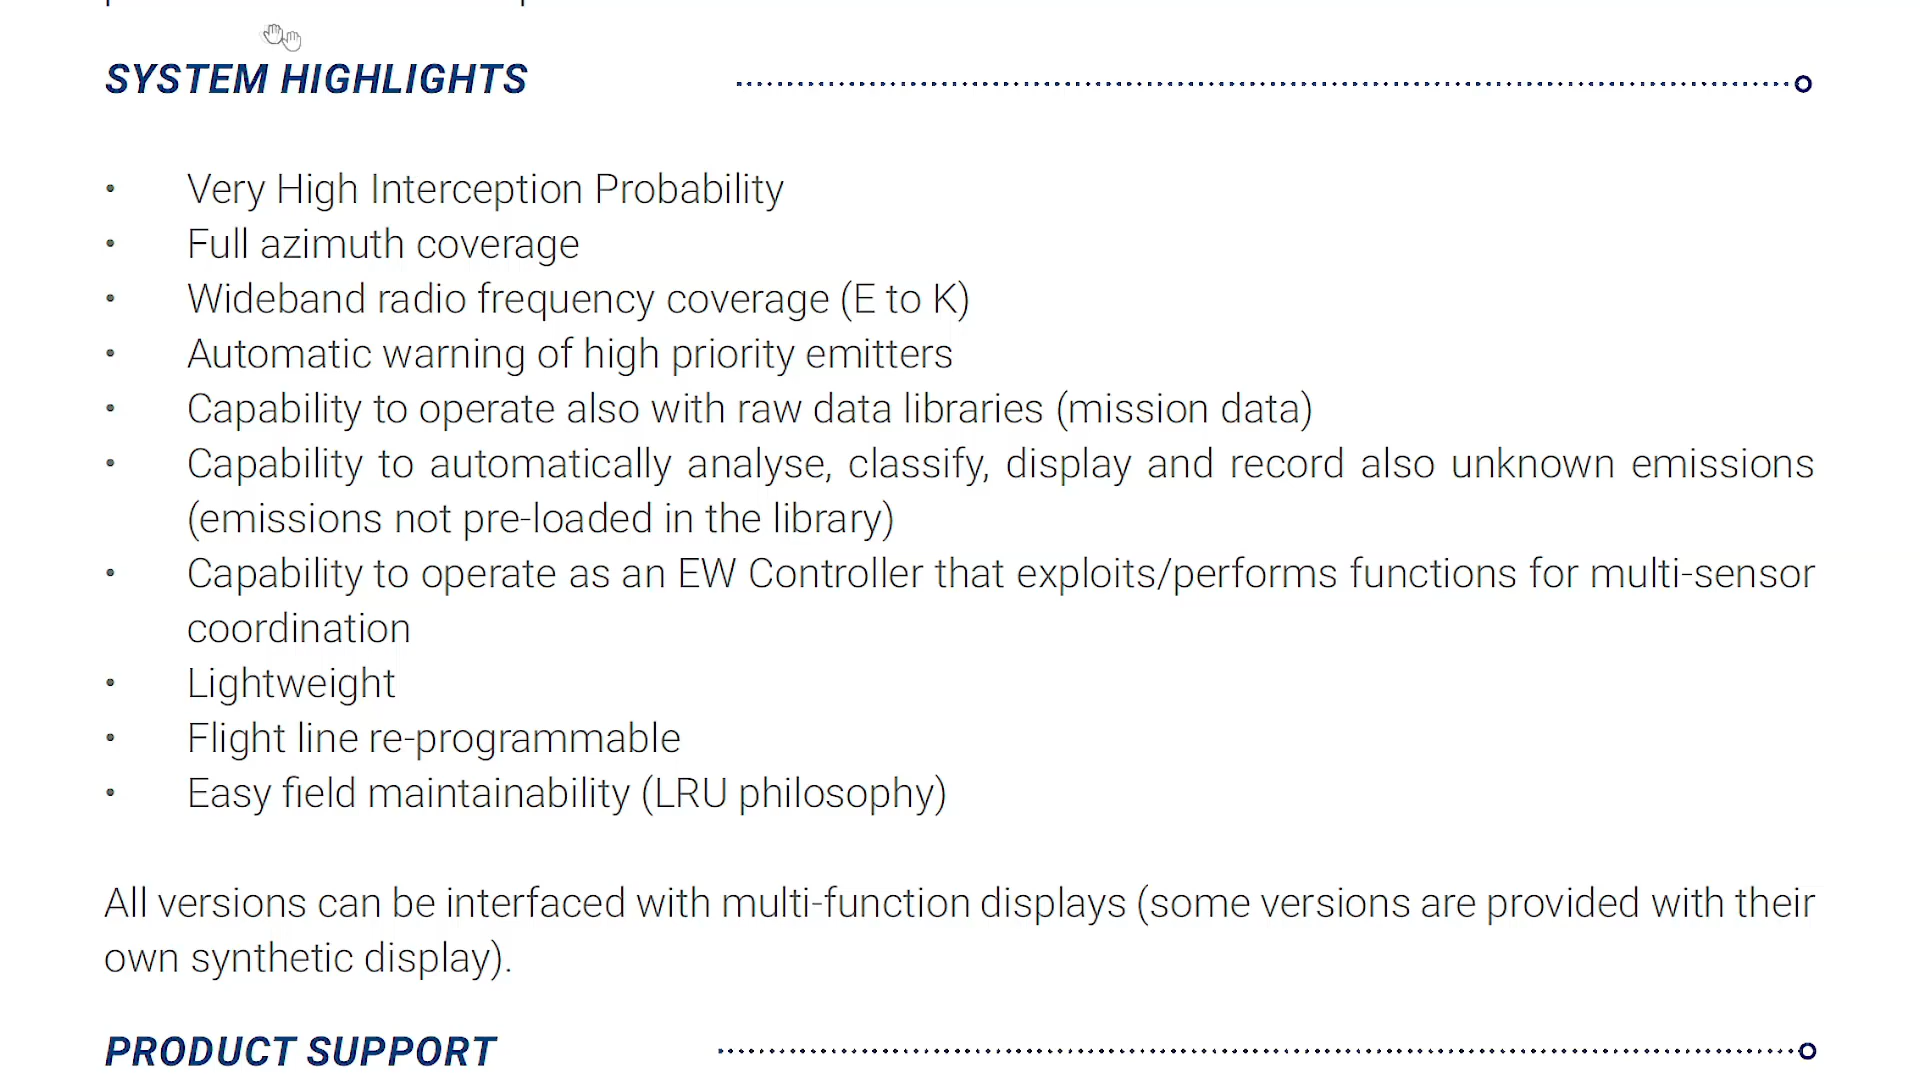 SYSTEM HIGHLIGHTS
• Very High Interception Probability
• Full azimuth coverage
• Wideband radio frequency coverage (E to K)
• Automatic warning of high priority emitters
• Capability to operate also with raw data libraries (mission data)
• Capability to automatically analyse, classify, display and record also unknown emissions
(emissions not pre-loaded in the library)
• Capability to operate as an EW Controller that exploits/performs functions for multi-sensor
coordination
• Lightweight
• Flight line re-programmable
• Easy field maintainability (LRU philosophy)
All versions can be interfaced with multi-function displays (some versions are provided with their
own synthetic display).
PRODUCT SUPPORT